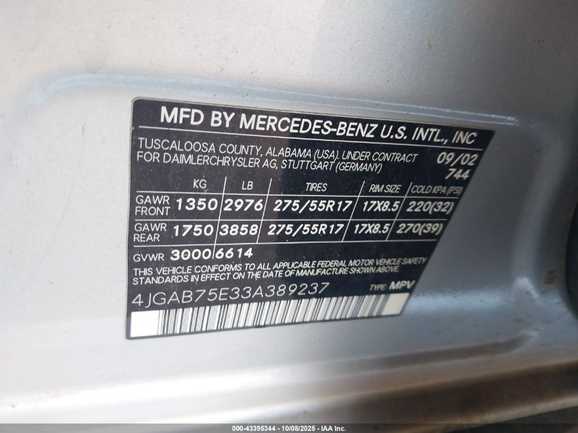 MFD BY MERCEDES-BENZ U.S. INTL., INC
TUSCALOOSA COUNTY, ALABAMA (USA). UNDER CONTRACT 09/02
FOR DAIMLERCHRYSLER AG, STUTTGART (GERMANY) 744
KG LB TIRES RIM SIZE COLD KPA (PSI)
GAWR FRONT 1350 2976 275/55R17 17X8.5 220(32)
GAWR REAR 1750 3858 275/55R17 17X8.5 270(39)
GVWR 3000 6614
THIS VEHICLE CONFORMS TO ALL APPLICABLE FEDERAL MOTOR VEHICLE SAFETY
STANDARDS IN EFFECT ON THE DATE OF MANUFACTURE SHOWN ABOVE.
4JGAB75E33A389237 TYPE: MPV
000-43395344 | 10/08/2025 | IAA Inc.